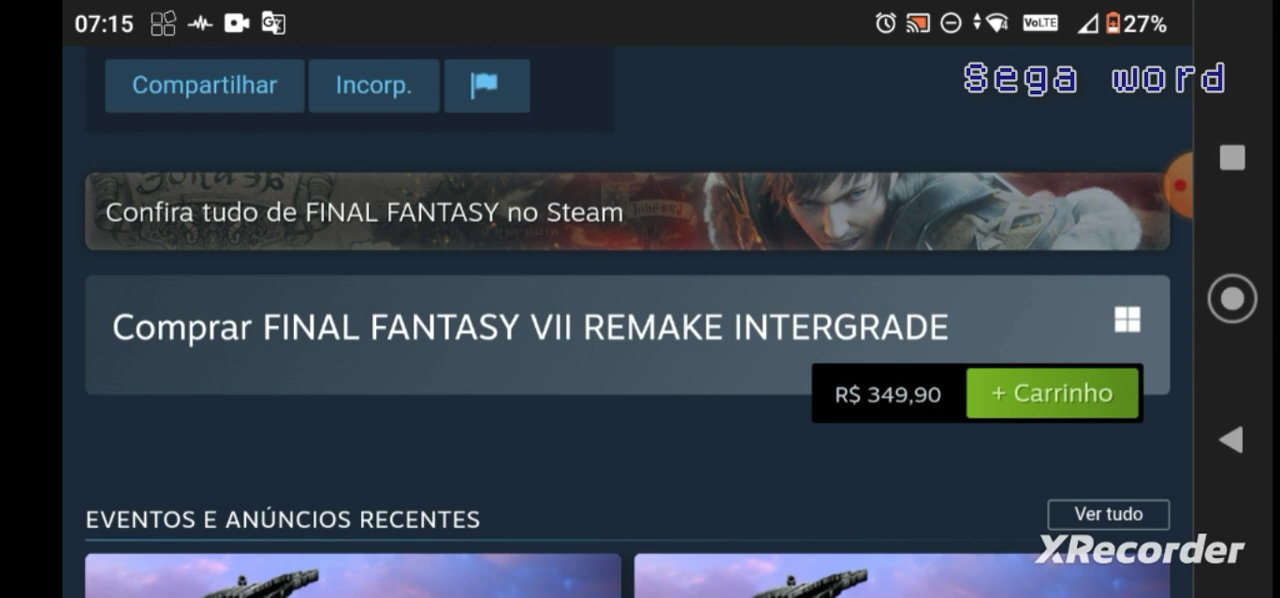 07:15
VoLTE
27%
Sega word
Compartilhar
Incorp.
Confira tudo de FINAL FANTASY no Steam
Comprar FINAL FANTASY VII REMAKE INTERGRADE
R$ 349,90
+ Carrinho
EVENTOS E ANÚNCIOS RECENTES
Ver tudo
XRecorder